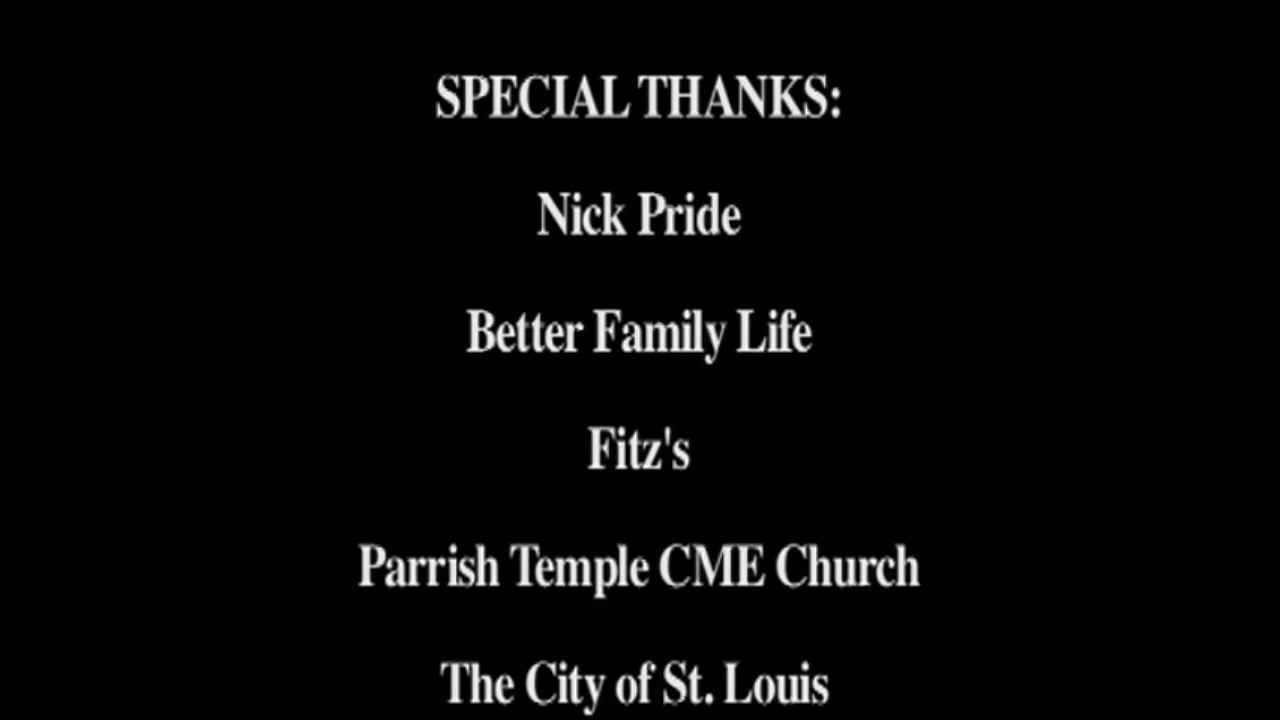 SPECIAL THANKS:
Nick Pride
Better Family Life
Fitz's
Parrish Temple CME Church
The City of St. Louis